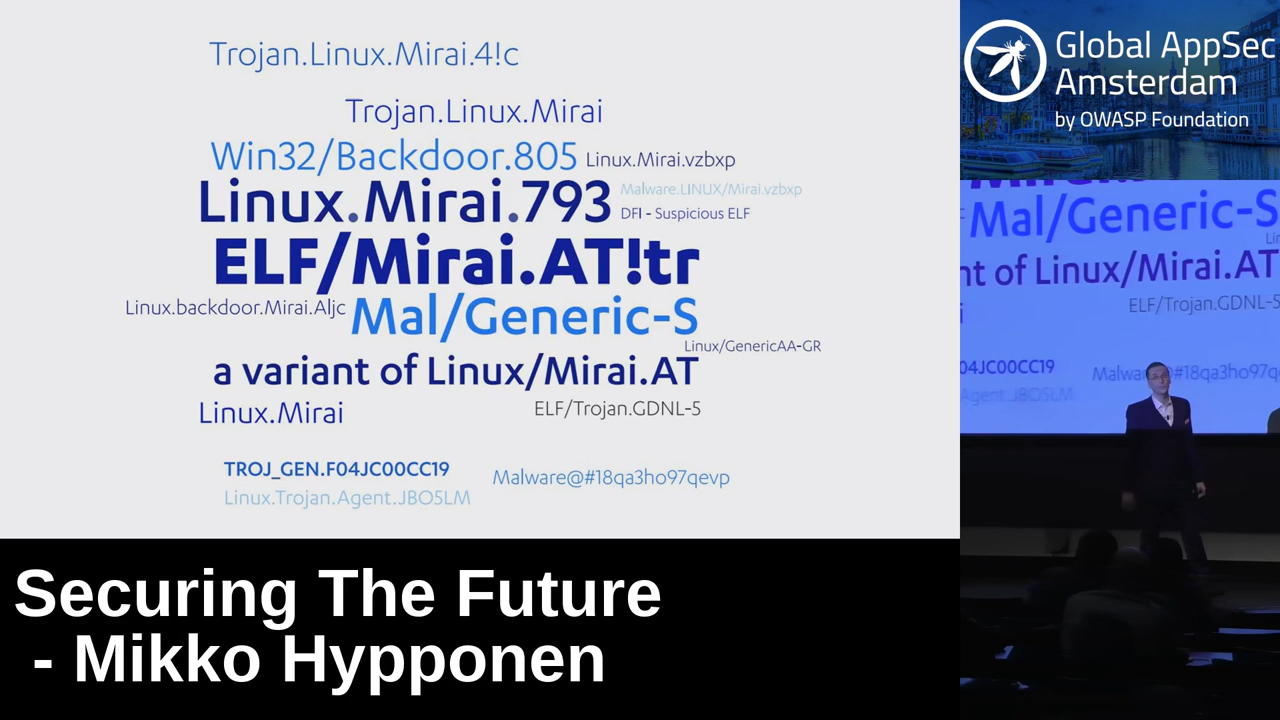 Trojan.Linux.Mirai.4!c
Trojan.Linux.Mirai
Win32/Backdoor.805 Linux.Mirai.vzbxp
Linux.Mirai.793
Malware.LINUX/Mirai.vzbxp
DFI - Suspicious ELF
ELF/Mirai.AT!tr
Linux.backdoor.Mirai.Aljc
Mal/Generic-S
Linux/GenericAA-GR
a variant of Linux/Mirai.AT
Linux.Mirai
ELF/Trojan.GDNL-5
TROJ_GEN.F04JC00CC19
Malware@#18qa3ho97qevp
Linux.Trojan.Agent.JBO5LM
Securing The Future
- Mikko Hypponen
Global AppSec
Amsterdam
by OWASP Foundation
Mal/Generic-S
nt of Linux/Mirai.AT
ELF/Trojan.GDNL-5
04JC00CC19
#18qa3ho97q
Agent.JBO5LM